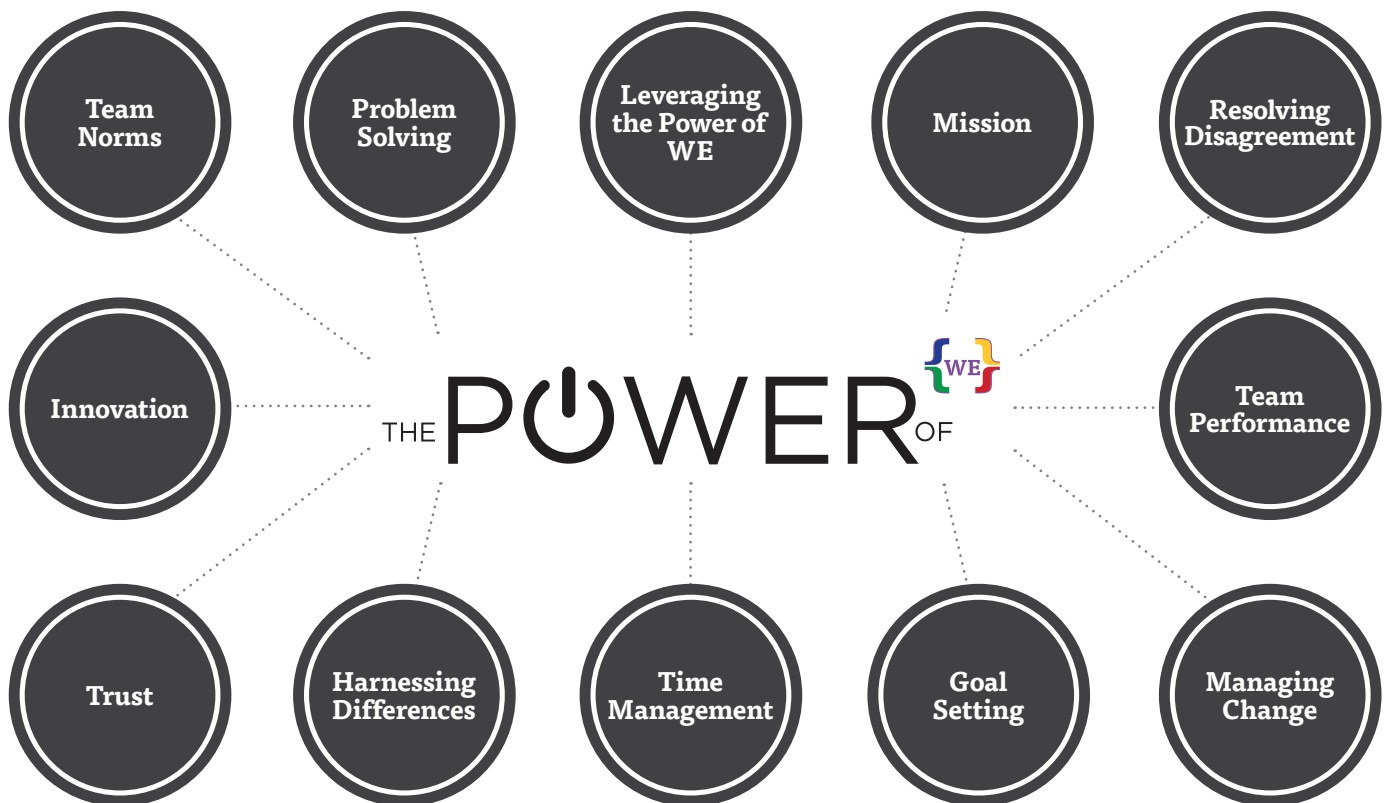 Team
Norms
Problem
Solving
Leveraging
the Power of
WE
Mission
Resolving
Disagreement
Innovation
THE POWER OF {WE}
Team
Performance
Trust
Harnessing
Differences
Time
Management
Goal
Setting
Managing
Change